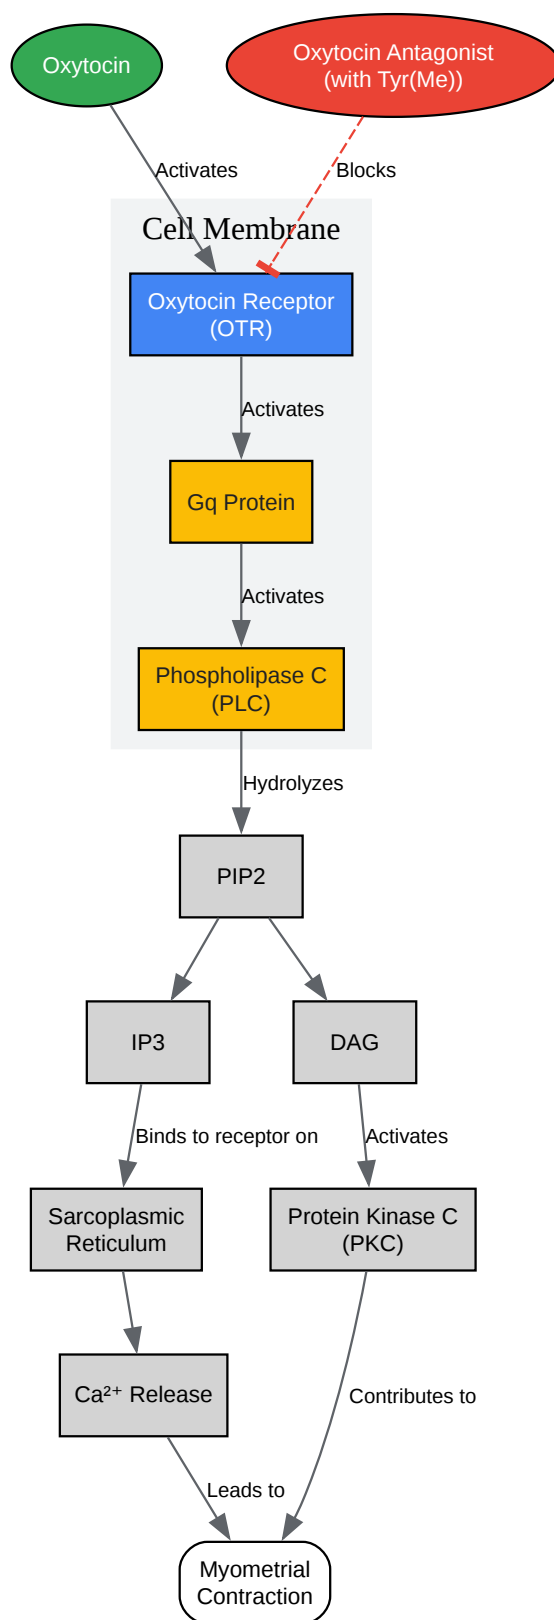 Oxytocin
Oxytocin Antagonist
(with Tyr(Me))
Activates
Blocks
Cell Membrane
Oxytocin Receptor
(OTR)
Activates
Gq Protein
Activates
Phospholipase C
(PLC)
Hydrolyzes
PIP2
IP3
DAG
Binds to receptor on
Activates
Sarcoplasmic
Reticulum
Protein Kinase C
(PKC)
Ca²⁺ Release
Contributes to
Leads to
Myometrial
Contraction